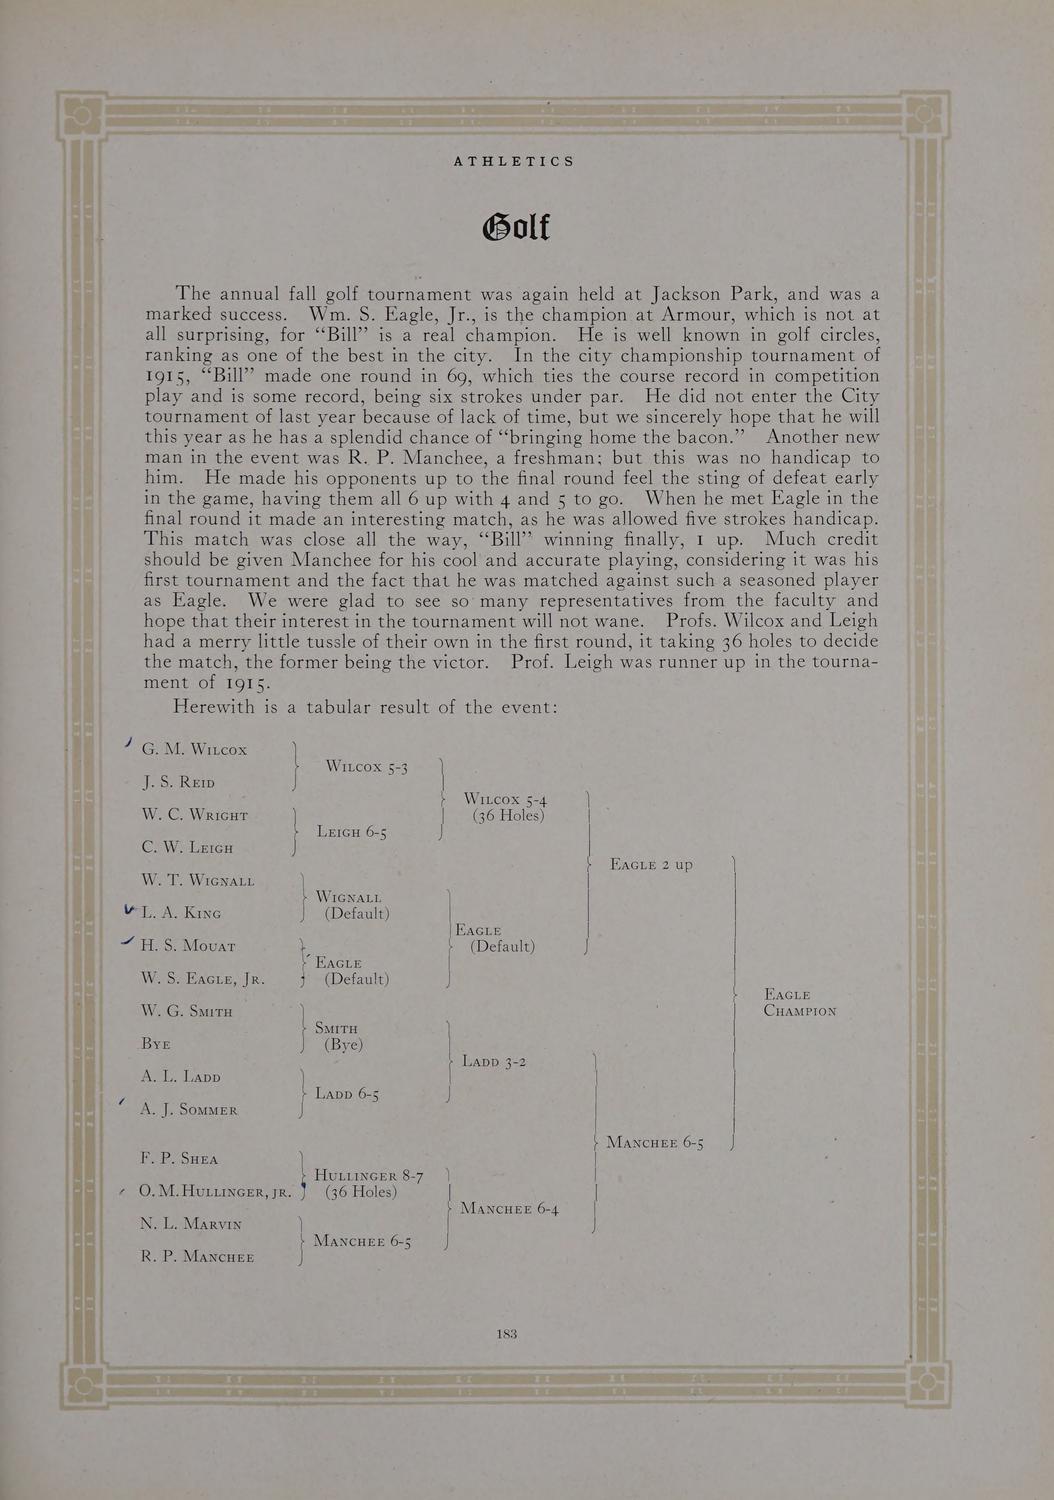 ATHLETICS
Golf
The annual fall golf tournament was again held at Jackson Park, and was a
marked success. Wm. S. Eagle, Jr., is the champion at Armour, which is not at
all surprising, for “Bill” is a real champion. He is well known in golf circles,
ranking as one of the best in the city. In the city championship tournament of
1915, “Bill” made one round in 69, which ties the course record in competition
play and is some record, being six strokes under par. He did not enter the City
tournament of last year because of lack of time, but we sincerely hope that he will
this year as he has a splendid chance of “bringing home the bacon.” Another new
man in the event was R. P. Manchee, a freshman; but this was no handicap to
him. He made his opponents up to the final round feel the sting of defeat early
in the game, having them all 6 up with 4 and 5 to go. When he met Eagle in the
final round it made an interesting match, as he was allowed five strokes handicap.
This match was close all the way, “Bill” winning finally, 1 up. Much credit
should be given Manchee for his cool and accurate playing, considering it was his
first tournament and the fact that he was matched against such a seasoned player
as Eagle. We were glad to see so many representatives from the faculty and
hope that their interest in the tournament will not wane. Profs. Wilcox and Leigh
had a merry little tussle of their own in the first round, it taking 36 holes to decide
the match, the former being the victor. Prof. Leigh was runner up in the tourna-
ment of 1915.
Herewith is a tabular result of the event:
G. M. Wilcox
J. S. Reid
W. C. Wright
C. W. Leigh
W. T. Wignall
L. A. King
H. S. Mouat
W. S. Eagle, Jr.
W. G. Smith
Bye
A. L. Ladd
A. J. Sommer
F. P. Shea
O. M. Hullinger, Jr.
N. L. Marvin
R. P. Manchee
Wilcox 5-3
Leigh 6-5
Wignall
(Default)
Eagle
(Default)
Smith
(Bye)
Ladd 6-5
Hullinger 8-7
(36 Holes)
Manchee 6-5
Wilcox 5-4
(36 Holes)
Eagle
(Default)
Ladd 3-2
Manchee 6-4
Eagle 2 up
Manchee 6-5
Eagle
Champion
183